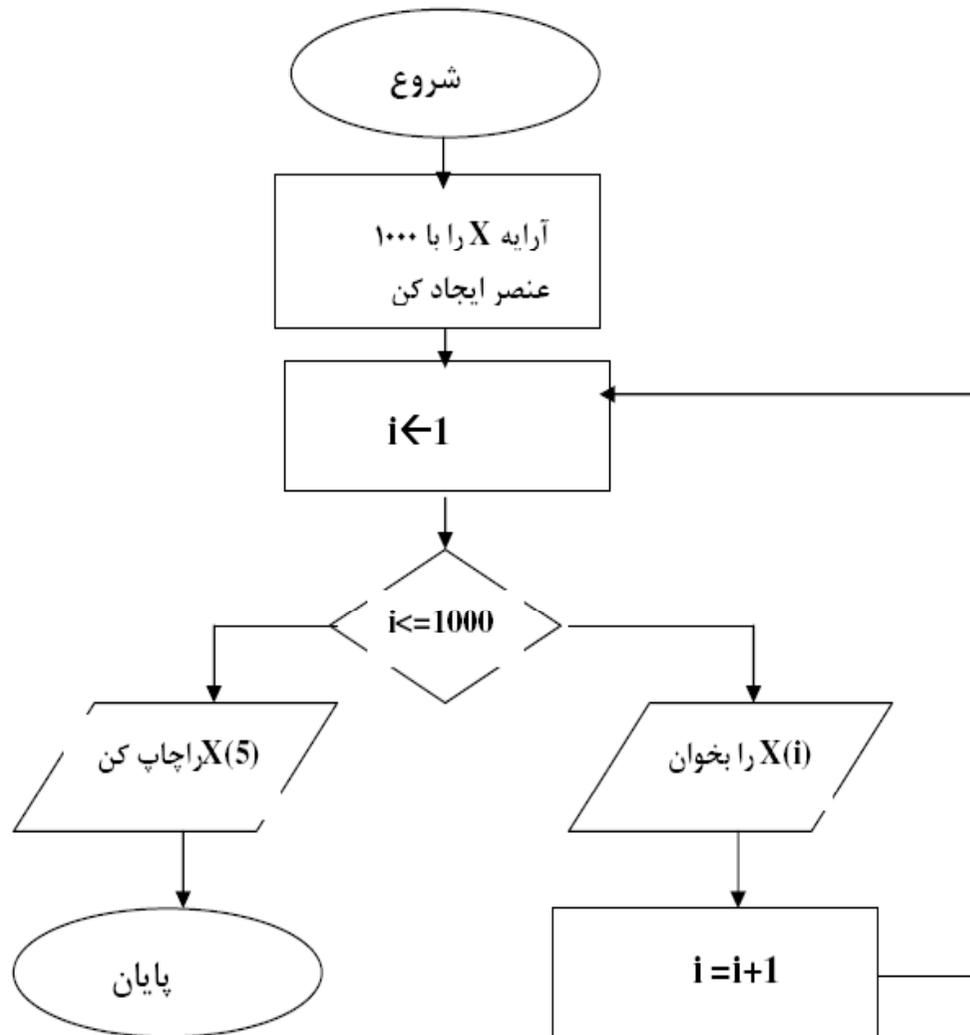 شروع
آرایه X را با ۱۰۰۰
عنصر ایجاد کن
i←1
i<=1000
X(5)راچاپ کن
X(i) را بخوان
پایان
i =i+1